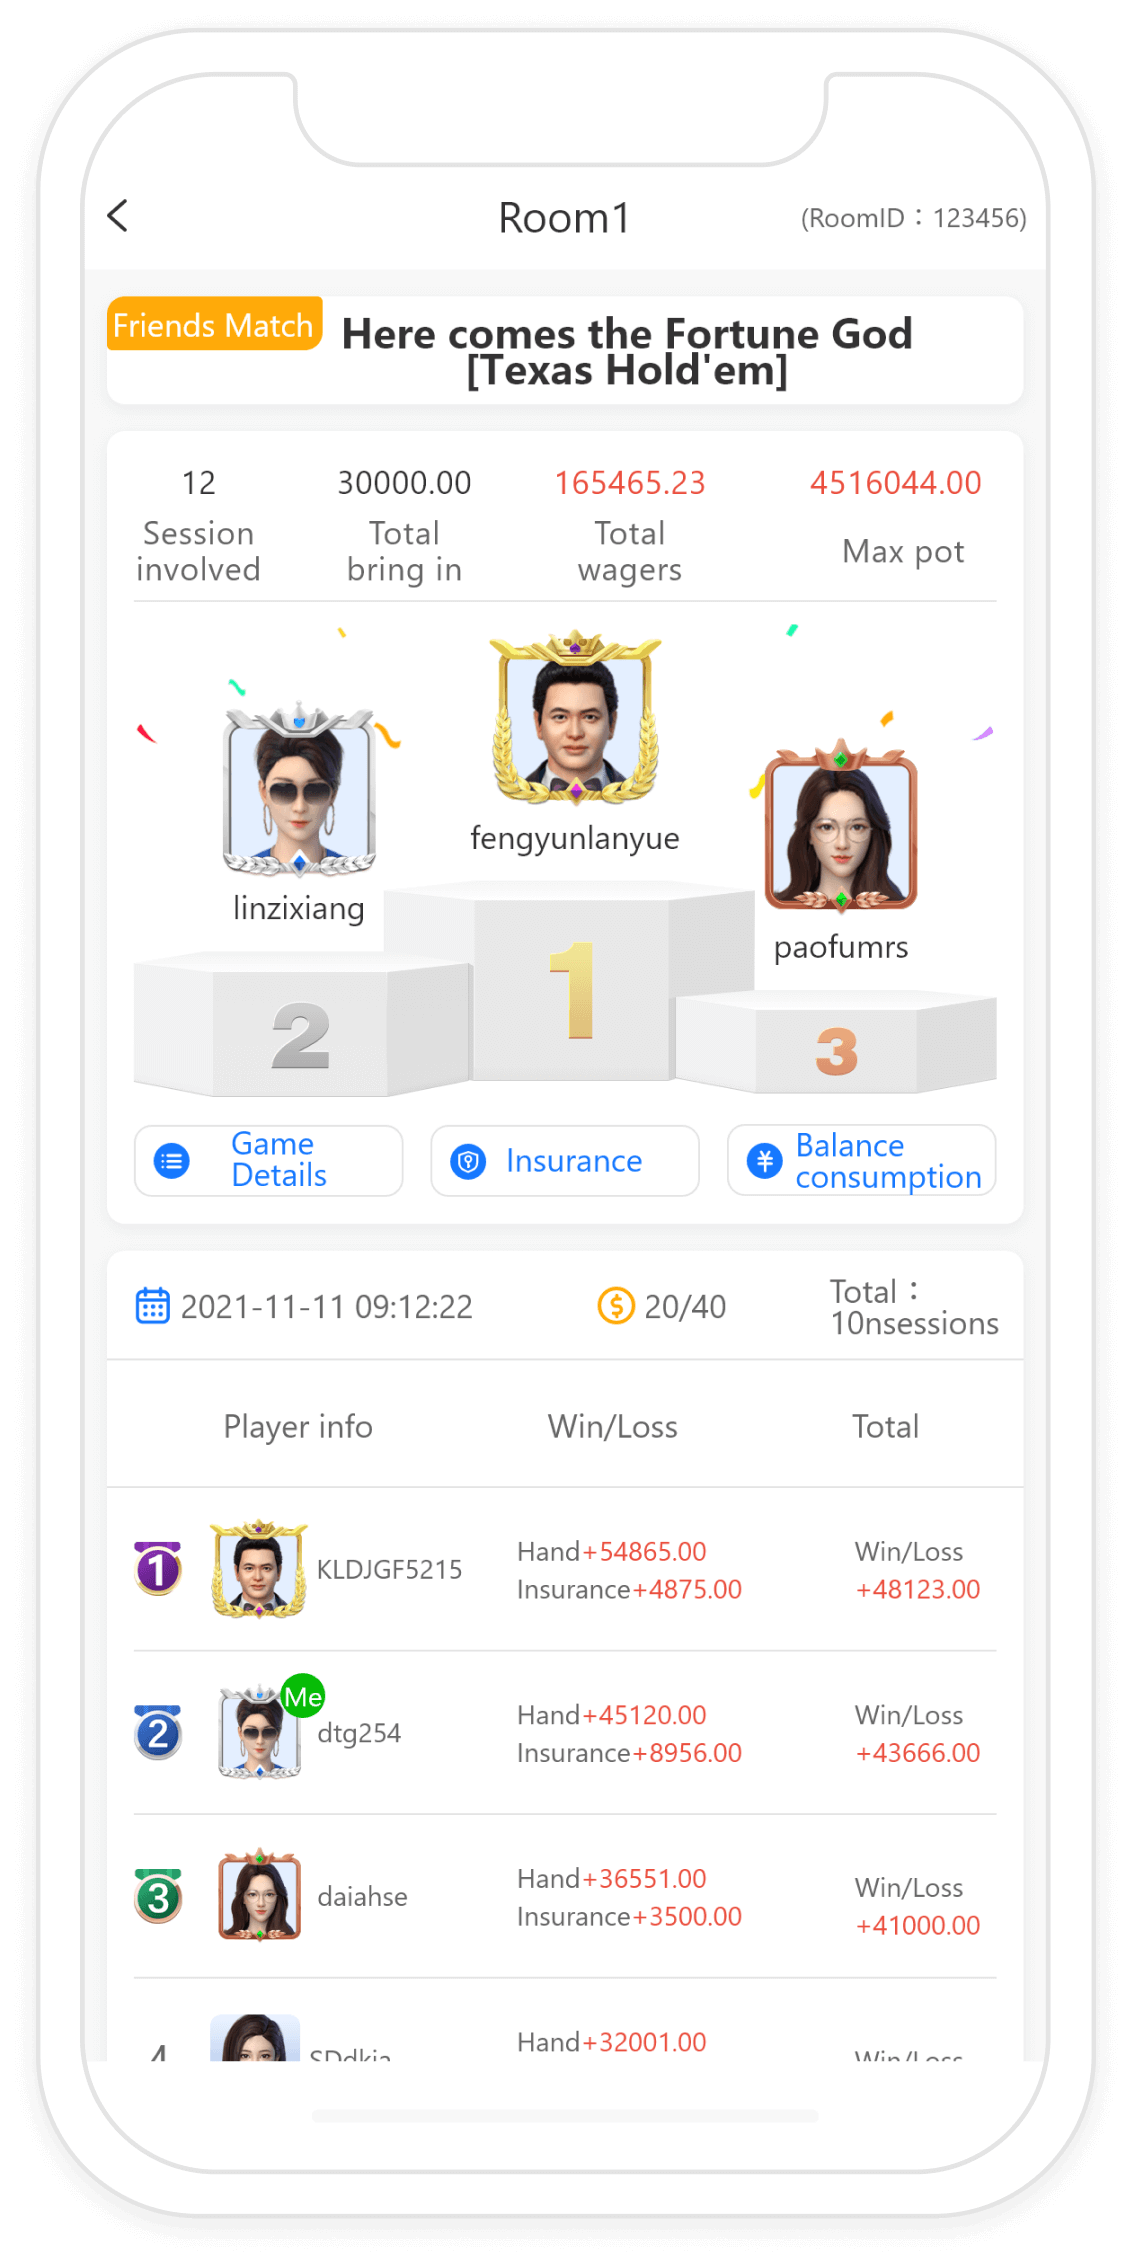 Room1
(RoomID：123456)
Friends Match
Here comes the Fortune God
[Texas Hold'em]
12
30000.00
165465.23
4516044.00
Session
involved
Total
bring in
Total
wagers
Max pot
fengyunlanyue
linzixiang
paofumrs
1
2
3
Game
Details
Insurance
Balance
consumption
2021-11-11 09:12:22
20/40
Total：
10nsessions
Player info
Win/Loss
Total
1
KLDJGF5215
Hand+54865.00
Insurance+4875.00
Win/Loss
+48123.00
2
Me
dtg254
Hand+45120.00
Insurance+8956.00
Win/Loss
+43666.00
3
daiahse
Hand+36551.00
Insurance+3500.00
Win/Loss
+41000.00
4
Hand+32001.00
Win/Loss